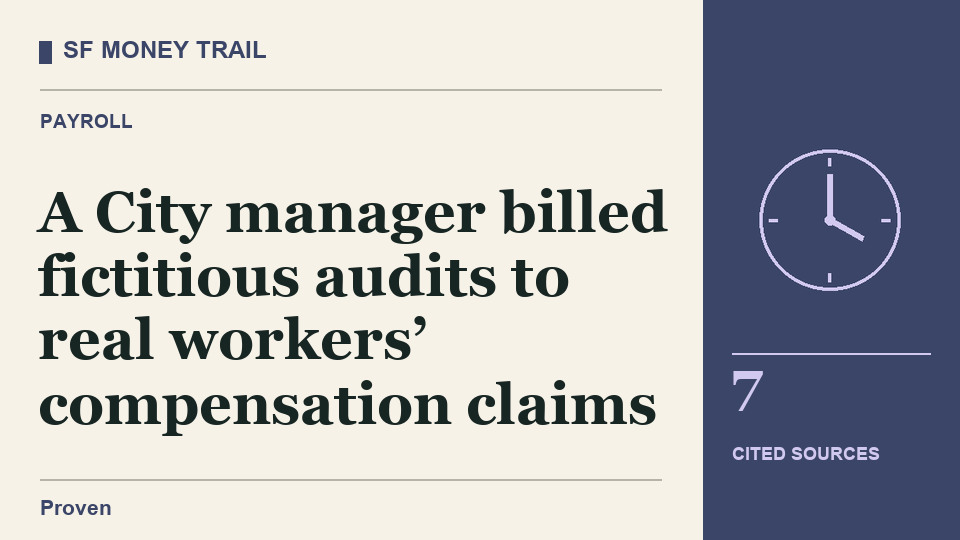 SF MONEY TRAIL
PAYROLL
A City manager billed
fictitious audits to
real workers’
compensation claims
Proven
7
CITED SOURCES